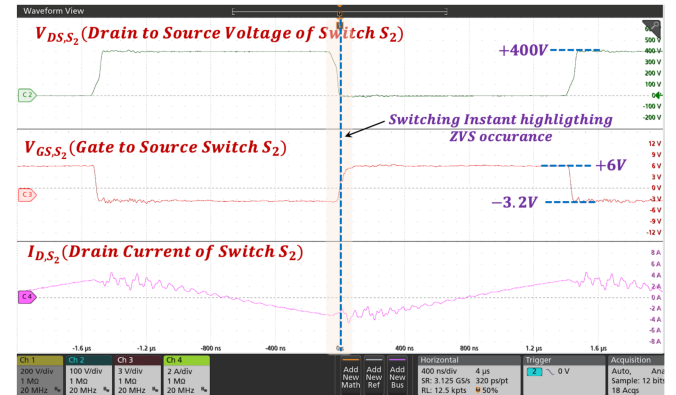 Waveform View
V_DS,S₂ (Drain to Source Voltage of Switch S₂)
500 V
+400V
400 V
300 V
200 V
100 V
C 2
-100 V
-200 V
Switching Instant highligthing
ZVS occurance
V_GS,S₂ (Gate to Source Switch S₂)
12 V
9 V
6 V
+6V
3 V
C 3
0 V
-3.2V
-3 V
-6 V
-9 V
-12 V
I_D,S₂ (Drain Current of Switch S₂)
8 A
6 A
4 A
2 A
C 4
0 A
-2 A
-4 A
-6 A
-8 A
-1.6 µs -1.2 µs -800 ns -400 ns 0s 400 ns 800 ns 1.2 µs 1.6 µs
Ch 1 Ch 2 Ch 3 Ch 4 Horizontal Trigger Acquisition
200 V/div 100 V/div 3 V/div 2 A/div Add Add Add 400 ns/div 4 µs 2 0 V Auto, Ana
1 MΩ 1 MΩ 1 MΩ 1 MΩ New New New SR: 3.125 GS/s 320 ps/pt Sample: 12 bits
20 MHz 20 MHz 20 MHz 20 MHz Math Ref Bus RL: 12.5 kpts 50% 18 Acqs